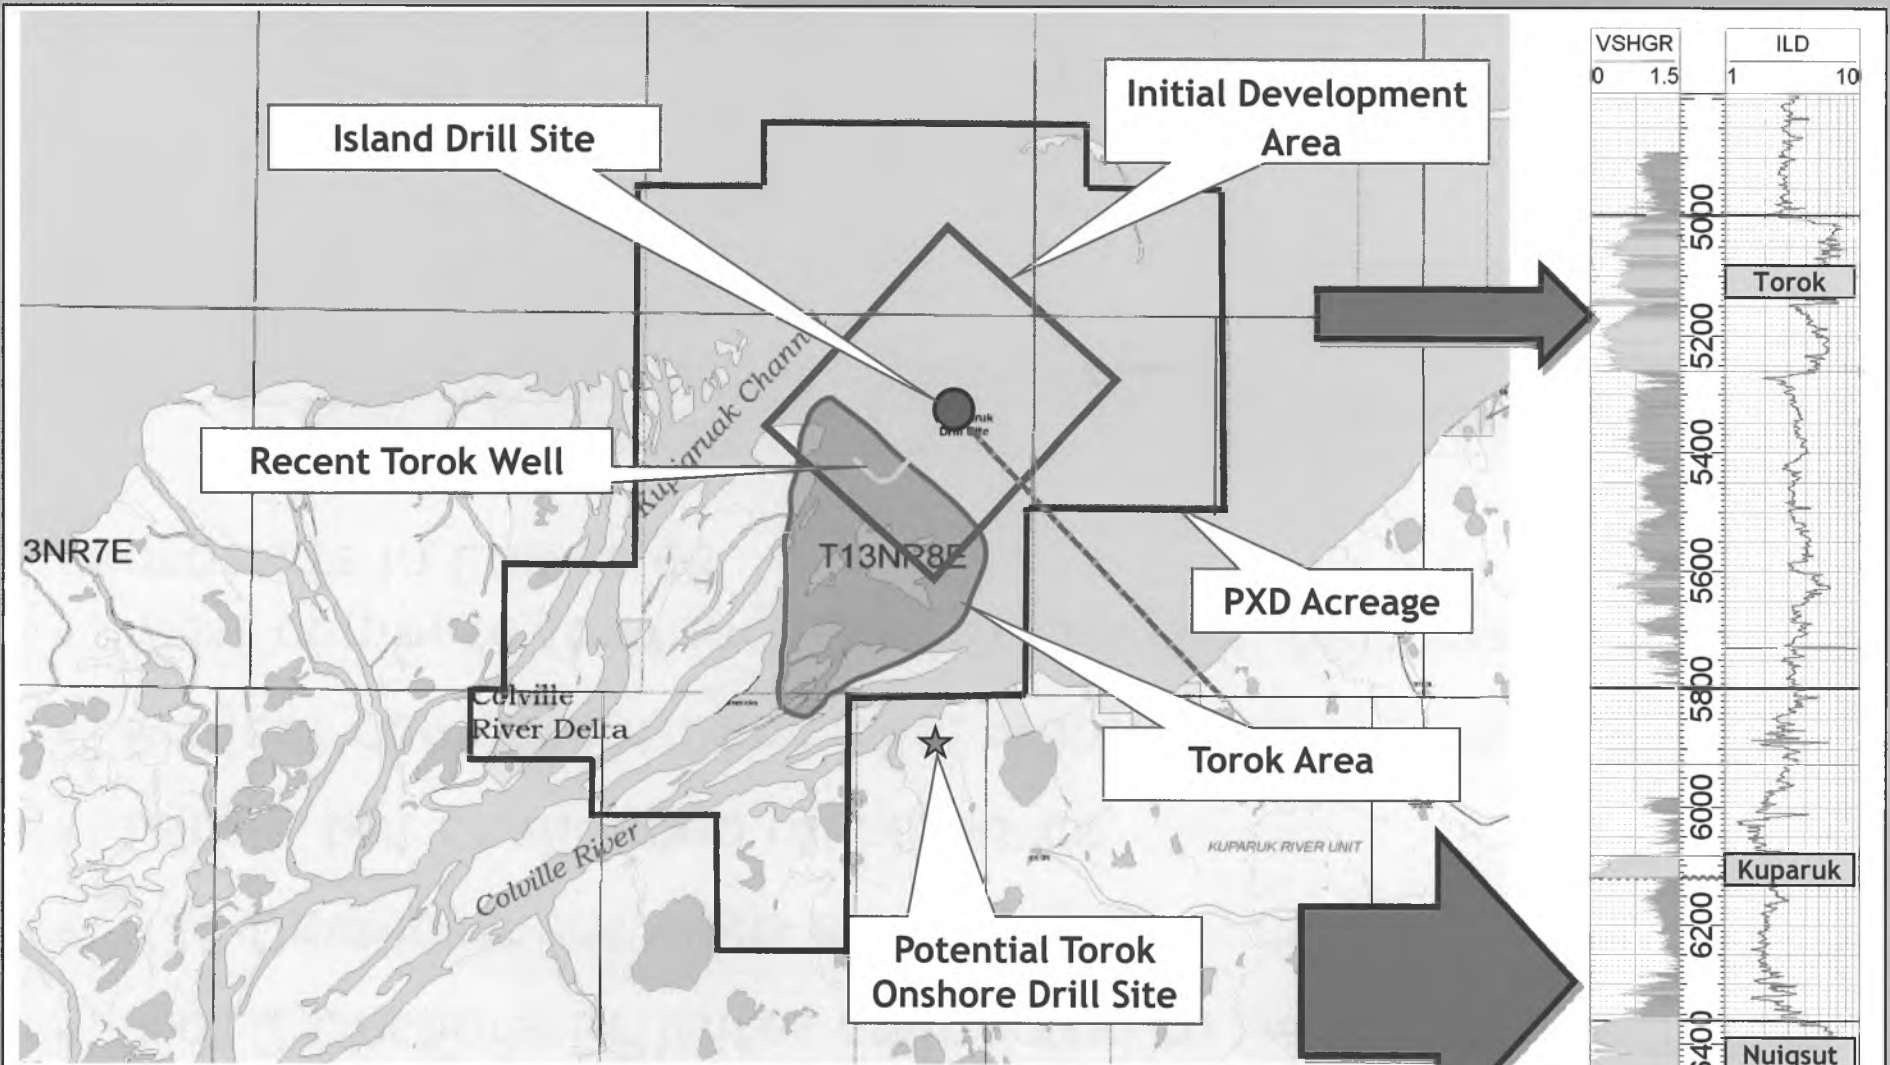 Island Drill Site
Initial Development
Area
Recent Torok Well
Kupigruak Chann
3NR7E
T13NR8E
PXD Acreage
Colville
River Delta
Torok Area
Colville River
KUPARUK RIVER UNIT
Potential Torok
Onshore Drill Site
VSHGR
0 1.5
ILD
1 10
5000
Torok
5200
5400
5600
5800
6000
Kuparuk
6200
6400
Nuiqsut